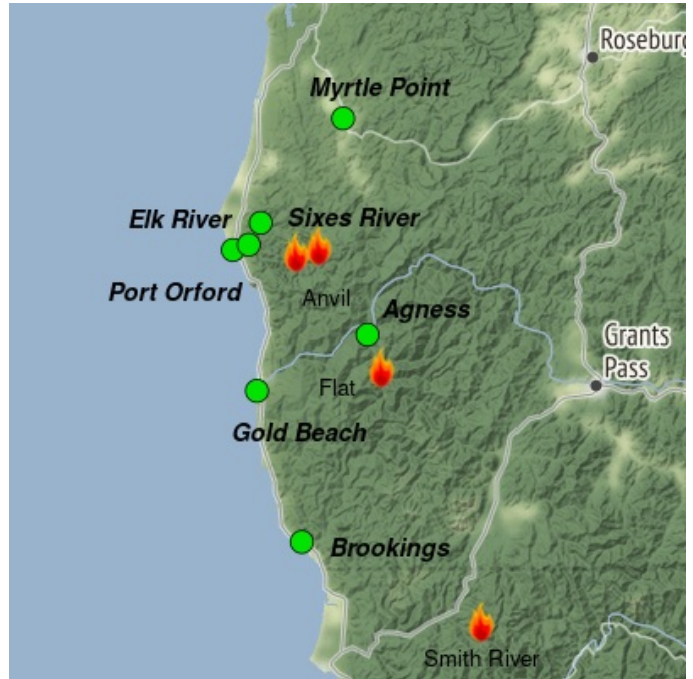 Roseburg
Myrtle Point
Elk River
Sixes River
Port Orford
Anvil
Agness
Grants
Pass
Flat
Gold Beach
Brookings
Smith River